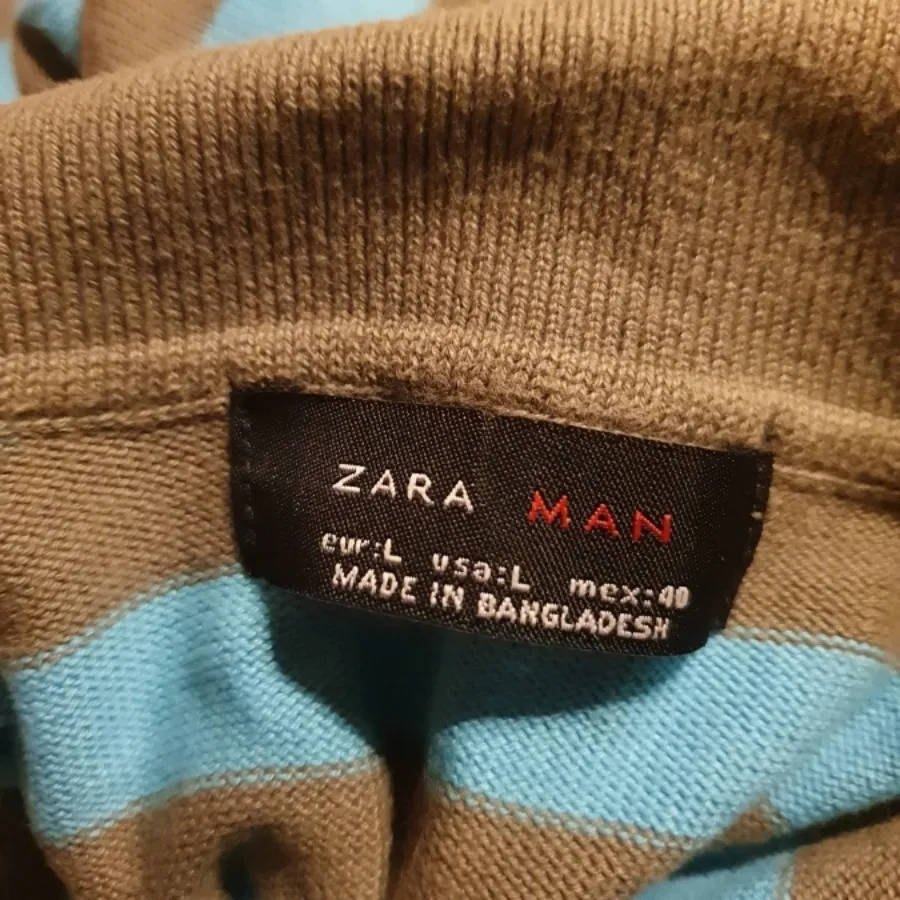 ZARA MAN
eur:L usa:L mex:40
MADE IN BANGLADESH